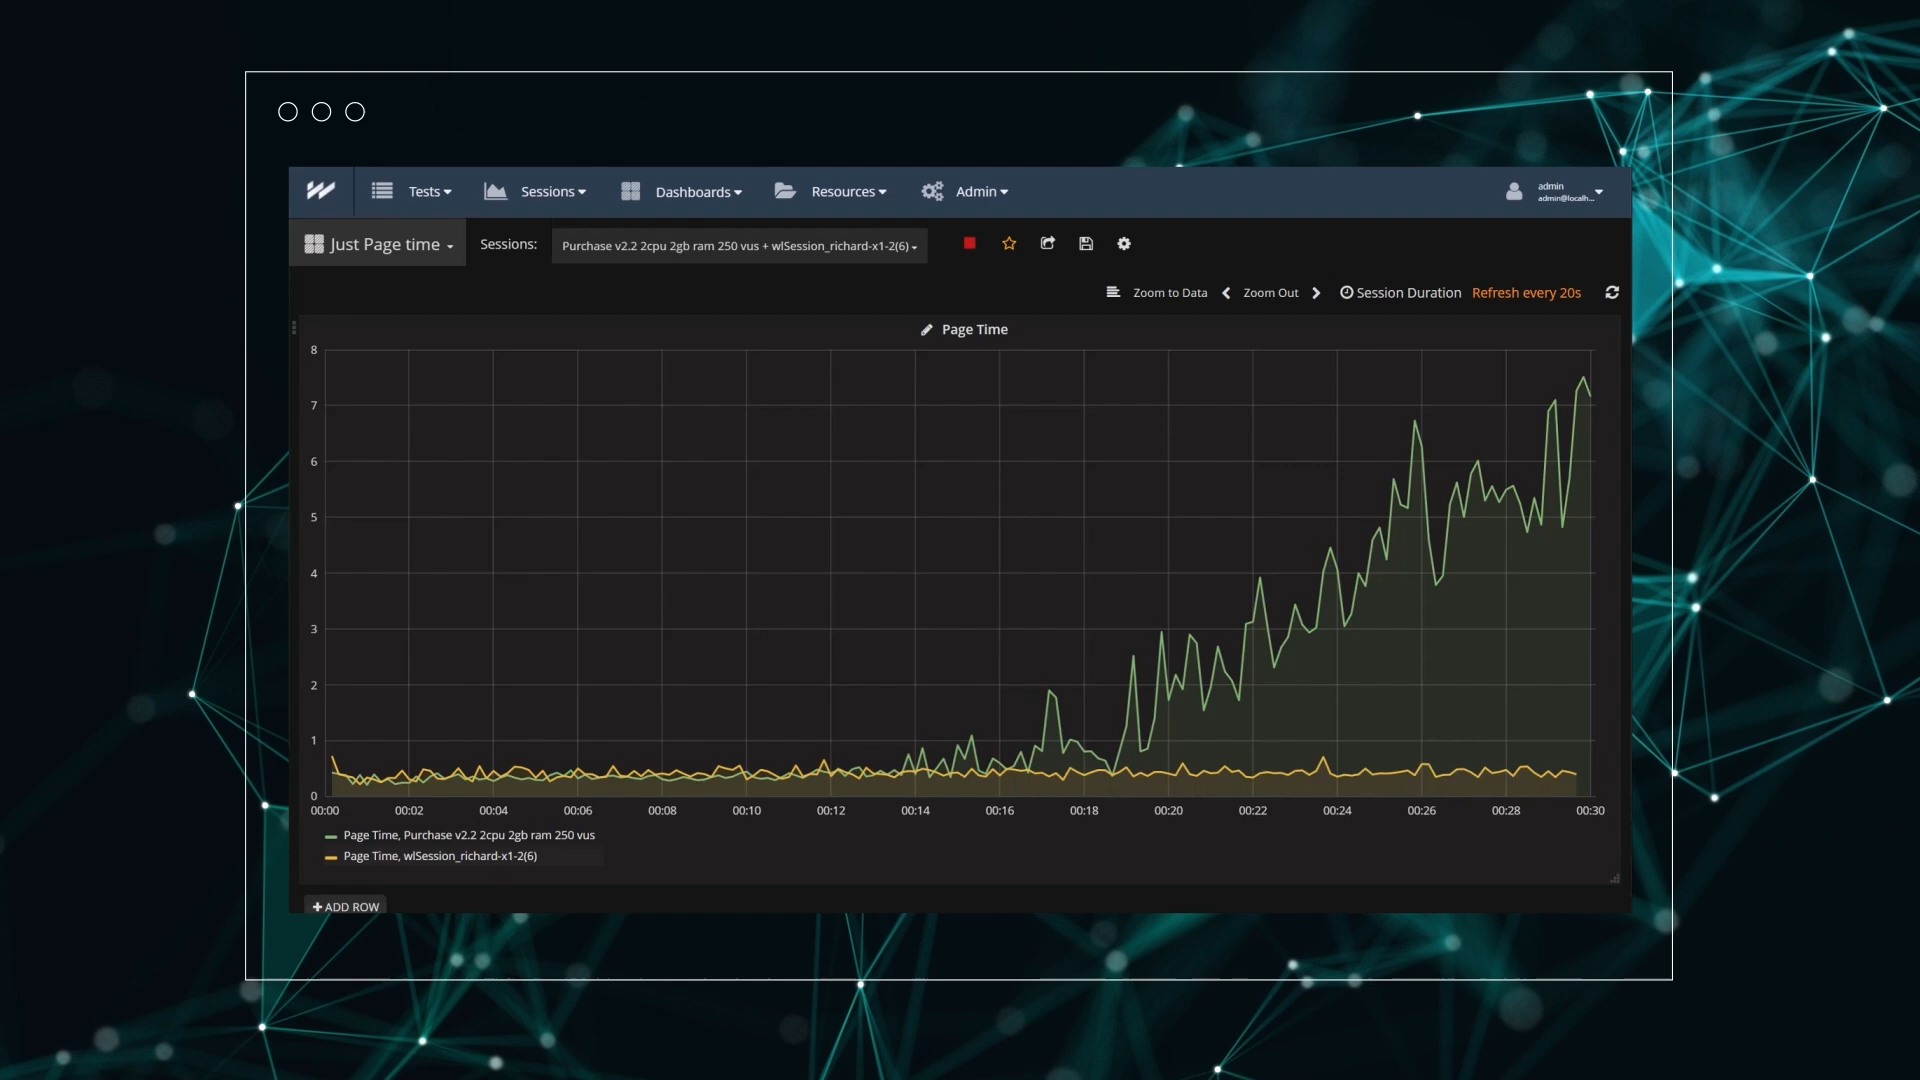 Tests Sessions Dashboards Resources Admin
admin
admin@localh...
Just Page time Sessions: Purchase v2.2 2cpu 2gb ram 250 vus + wlSession_richard-x1-2(6)
Zoom to Data Zoom Out Session Duration Refresh every 20s
Page Time
8
7
6
5
4
3
2
1
0
00:00 00:02 00:04 00:06 00:08 00:10 00:12 00:14 00:16 00:18 00:20 00:22 00:24 00:26 00:28 00:30
Page Time, Purchase v2.2 2cpu 2gb ram 250 vus
Page Time, wlSession_richard-x1-2(6)
+ ADD ROW